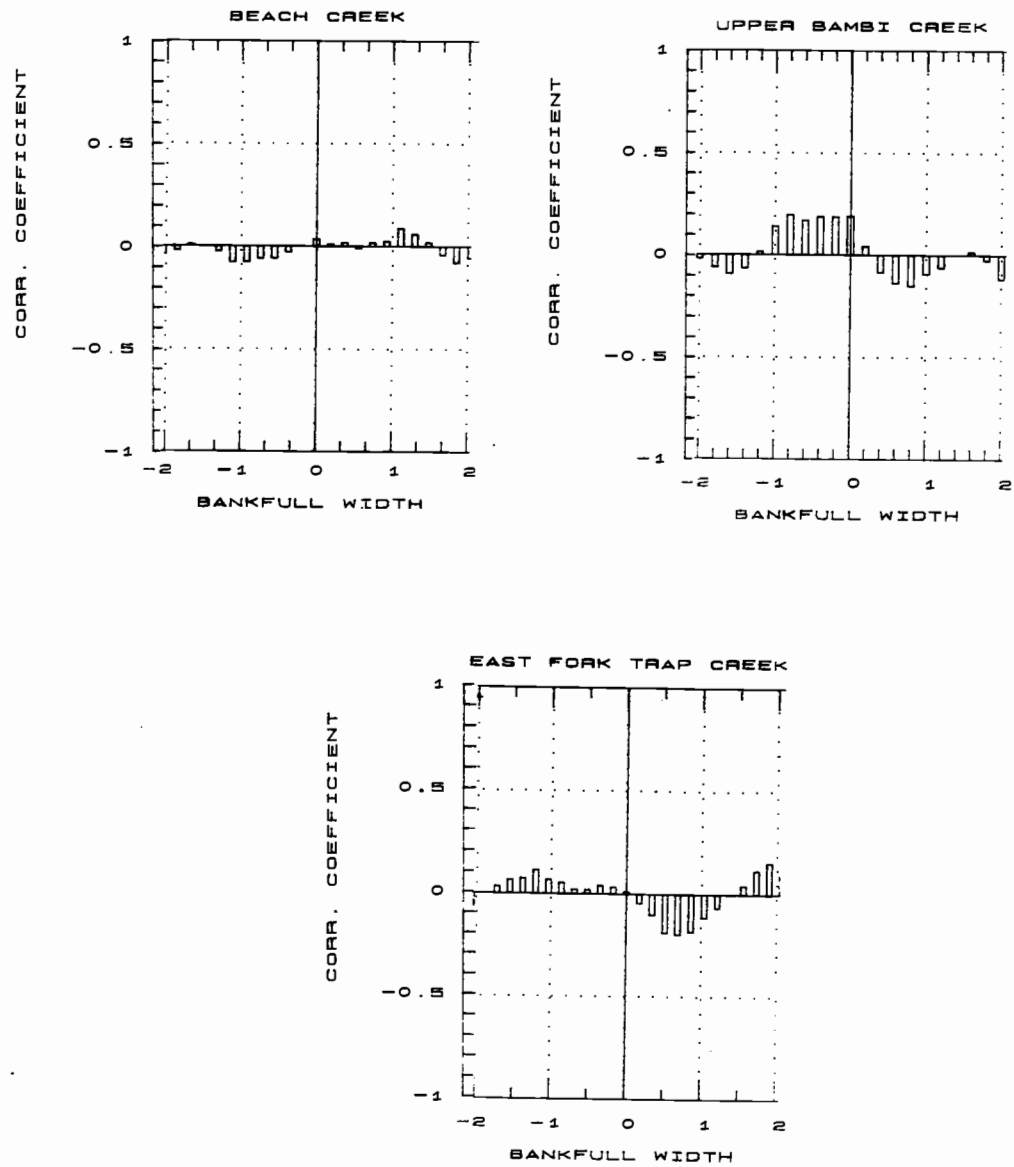 BEACH CREEK
CORR. COEFFICIENT
1
0.5
0
-0.5
-1
-2 -1 0 1 2
BANKFULL WIDTH
UPPER BAMBI CREEK
CORR. COEFFICIENT
1
0.5
0
-0.5
-1
-2 -1 0 1 2
BANKFULL WIDTH
EAST FORK TRAP CREEK
CORR. COEFFICIENT
1
0.5
0
-0.5
-1
-2 -1 0 1 2
BANKFULL WIDTH